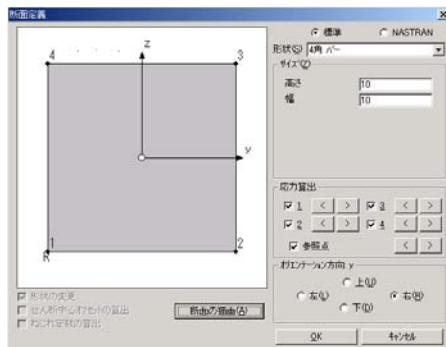 断面定義
標準 NASTRAN
形状(S) 4角 バー
サイズ(Z)
高さ 10
幅 10
4 z 3
y
1 2
R
応力算出
1 < > 3 < >
2 < > 4 < >
参照点 < >
オリエンテーション方向 y
上(U)
左(L) 右(R)
下(D)
形状の変更
せん断中心オフセットの算出
ねじれ定数の算出
断面の描画(A)
OK キャンセル